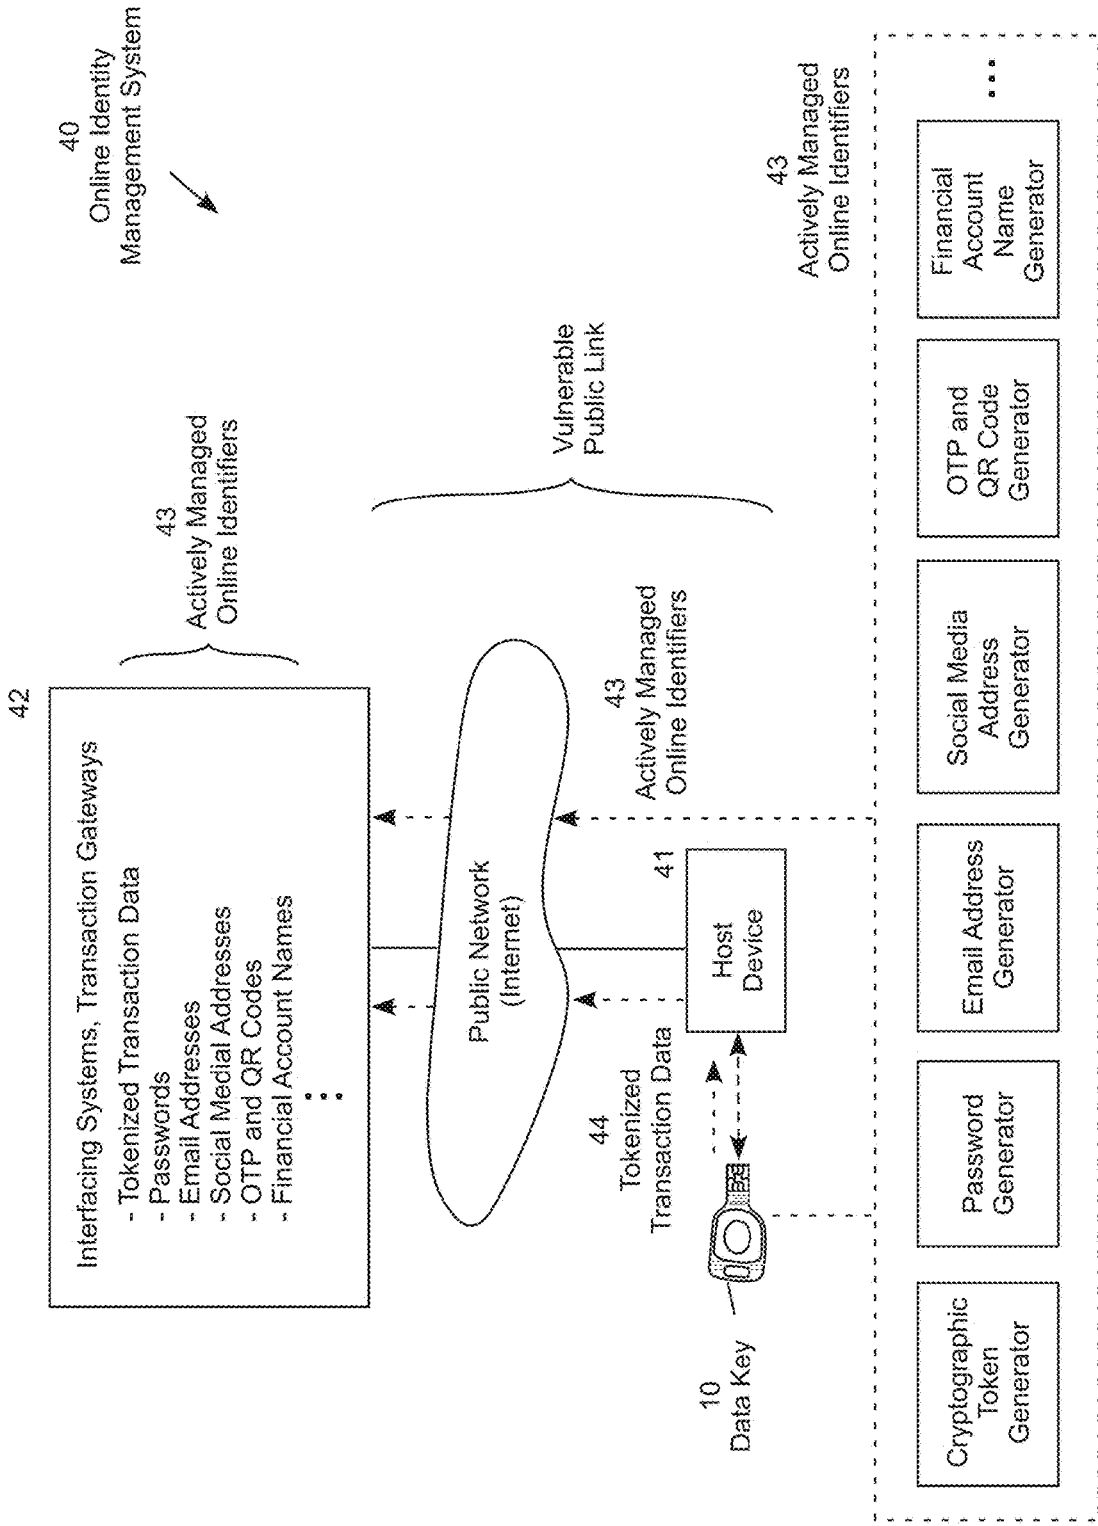 40
Online Identity
Management System
42
Interfacing Systems, Transaction Gateways
- Tokenized Transaction Data
- Passwords
- Email Addresses
- Social Medial Addresses
- OTP and QR Codes
- Financial Account Names
...
43
Actively Managed
Online Identifiers
Public Network
(Internet)
Vulnerable
Public Link
44
Tokenized
Transaction Data
43
Actively Managed
Online Identifiers
10
Data Key
41
Host
Device
43
Actively Managed
Online Identifiers
Cryptographic
Token
Generator
Password
Generator
Email Address
Generator
Social Media
Address
Generator
OTP and
QR Code
Generator
Financial
Account
Name
Generator
...